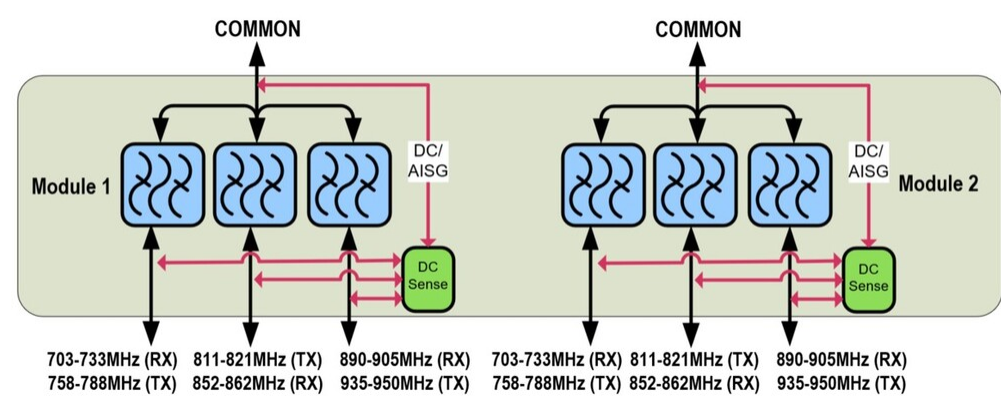 COMMON
COMMON
DC/
AISG
DC/
AISG
Module 1
Module 2
DC
Sense
DC
Sense
703-733MHz (RX) 811-821MHz (TX) 890-905MHz (RX) 703-733MHz (RX) 811-821MHz (TX) 890-905MHz (RX)
758-788MHz (TX) 852-862MHz (RX) 935-950MHz (TX) 758-788MHz (TX) 852-862MHz (RX) 935-950MHz (TX)